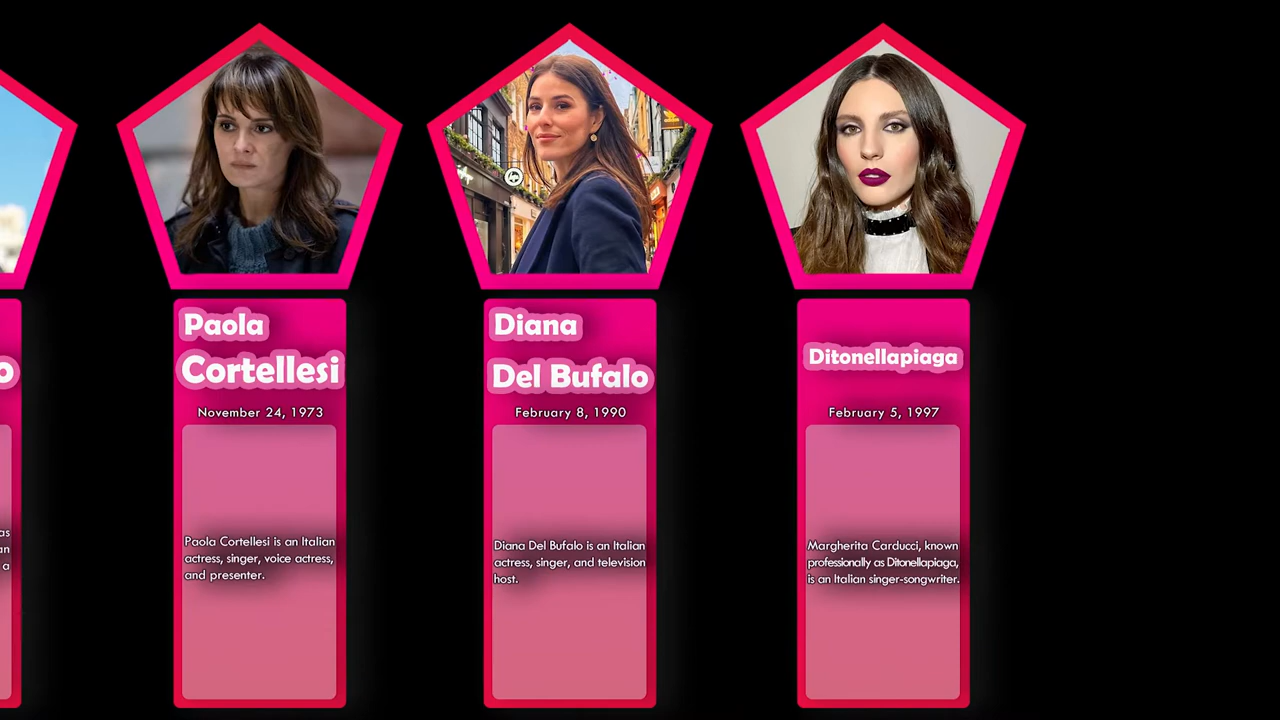 o
as
an
a
Paola
Cortellesi
November 24, 1973
Paola Cortellesi is an Italian
actress, singer, voice actress,
and presenter.
Diana
Del Bufalo
February 8, 1990
Diana Del Bufalo is an Italian
actress, singer, and television
host.
Ditonellapiaga
February 5, 1997
Margherita Carducci, known
professionally as Ditonellapiaga,
is an Italian singer-songwriter.